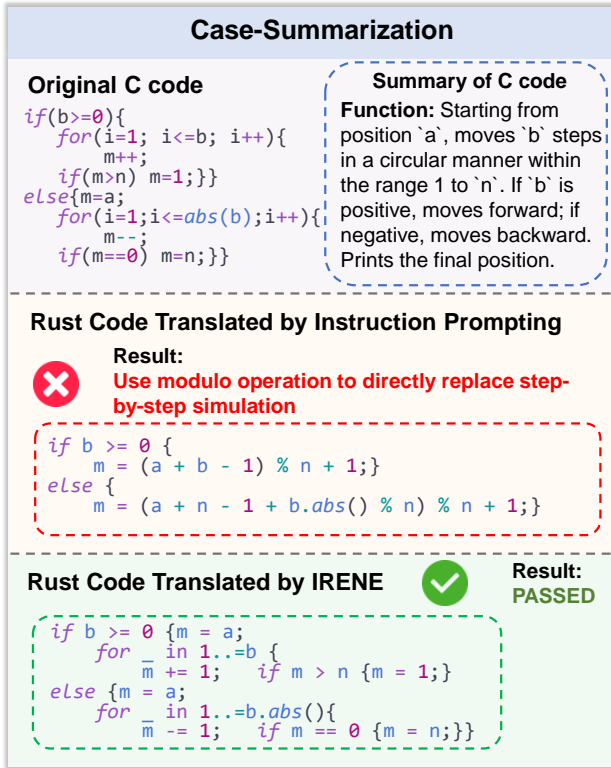 Case-Summarization
Original C code
if(b>=0){
for(i=1; i<=b; i++){
m++;
if(m>n) m=1;}}
else{m=a;
for(i=1;i<=abs(b);i++){
m--;
if(m==0) m=n;}}
Summary of C code
Function: Starting from
position `a`, moves `b` steps
in a circular manner within
the range 1 to `n`. If `b` is
positive, moves forward; if
negative, moves backward.
Prints the final position.
Rust Code Translated by Instruction Prompting
Result:
Use modulo operation to directly replace step-
by-step simulation
if b >= 0 {
m = (a + b - 1) % n + 1;}
else {
m = (a + n - 1 + b.abs() % n) % n + 1;}
Rust Code Translated by IRENE
Result:
PASSED
if b >= 0 {m = a;
for _ in 1..=b {
m += 1; if m > n {m = 1;}
else {m = a;
for _ in 1..=b.abs(){
m -= 1; if m == 0 {m = n;}}